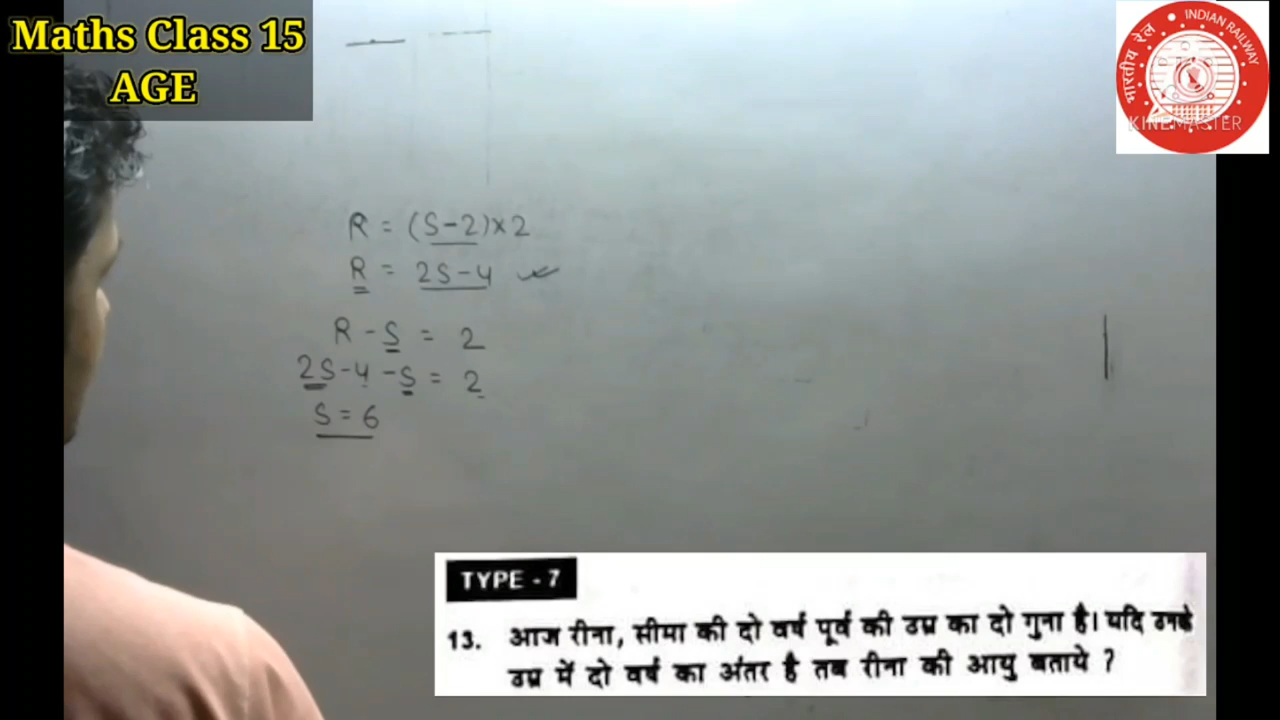 Maths Class 15
AGE
भारतीय रेल INDIAN RAILWAY
KINEMASTER
R = (S-2)×2
R = 2S-4
R - S = 2
2S-4-S = 2
S = 6
TYPE - 7
13. आज रीना, सीमा की दो वर्ष पूर्व की उम्र का दो गुना है। यदि उनके
उम्र में दो वर्ष का अंतर है तब रीना की आयु बताये ?